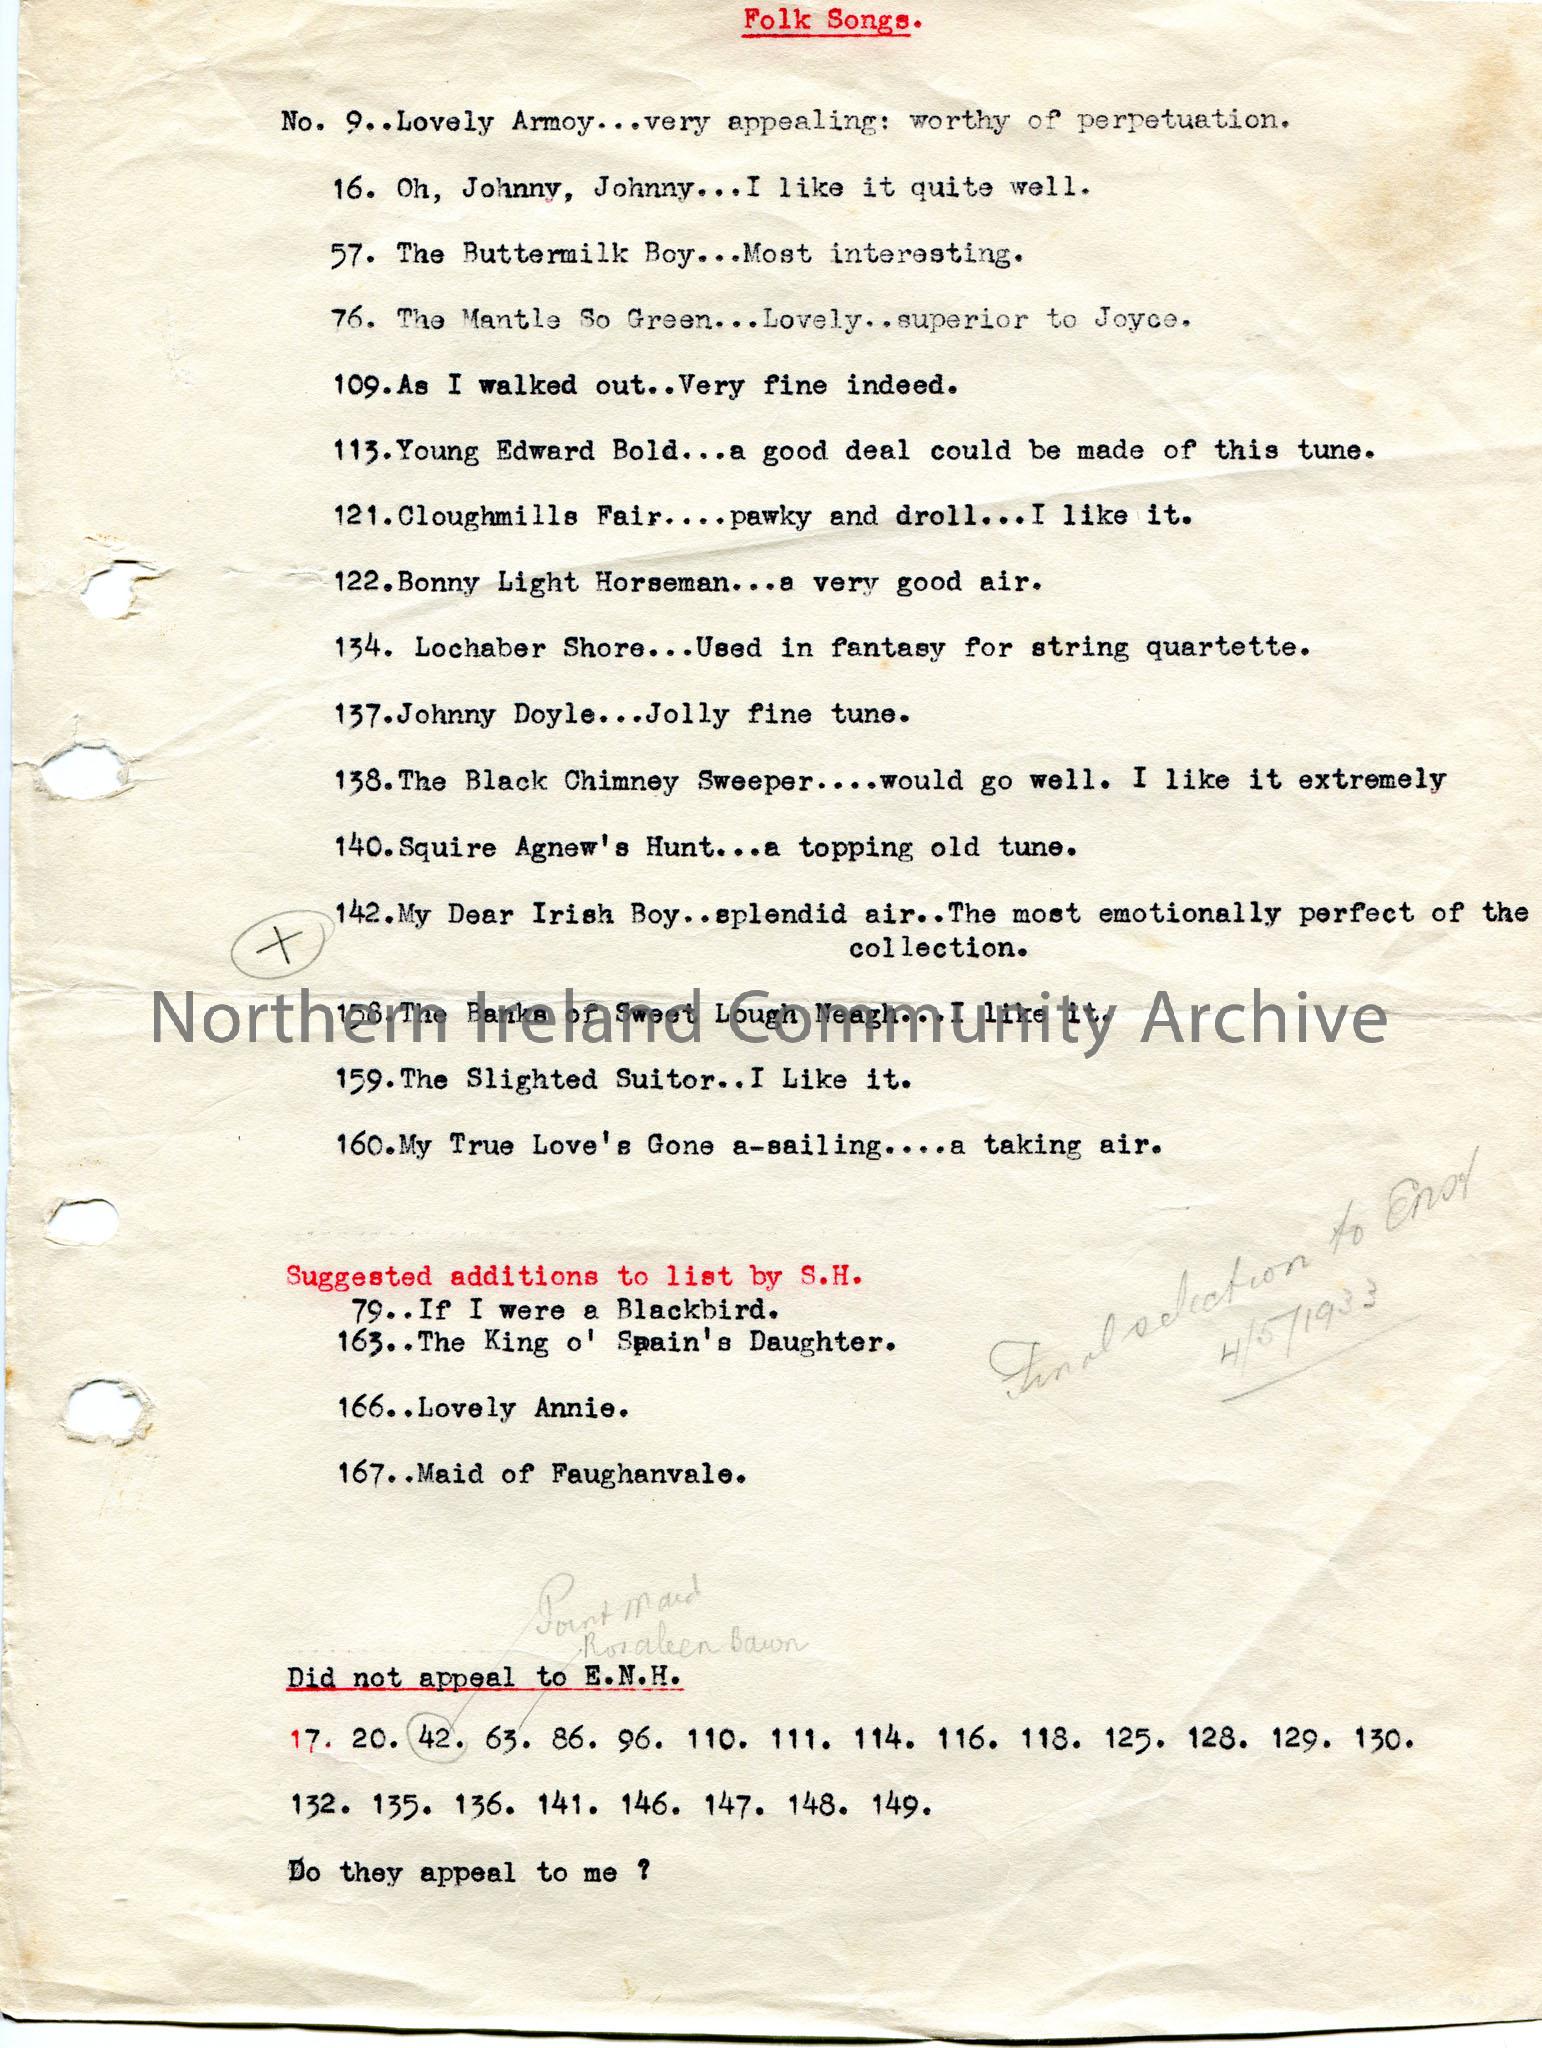 Folk Songs.
No. 9..Lovely Armoy...very appealing: worthy of perpetuation.
16. Oh, Johnny, Johnny...I like it quite well.
57. The Buttermilk Boy...Most interesting.
76. The Mantle So Green...Lovely..superior to Joyce.
109.As I walked out..Very fine indeed.
113.Young Edward Bold...a good deal could be made of this tune.
121.Cloughmills Fair....pawky and droll...I like it.
122.Bonny Light Horseman...a very good air.
134. Lochaber Shore...Used in fantasy for string quartette.
137.Johnny Doyle...Jolly fine tune.
138.The Black Chimney Sweeper....would go well. I like it extremely
140.Squire Agnew's Hunt...a topping old tune.
142.My Dear Irish Boy..splendid air..The most emotionally perfect of the
collection.
X
158.The Banks of Sweet Lough Neagh...I like it.
Northern Ireland Community Archive
159.The Slighted Suitor..I Like it.
160.My True Love's Gone a-sailing....a taking air.
Final selection to
4/5/1933
Suggested additions to list by S.H.
79..If I were a Blackbird.
163..The King o' Spain's Daughter.
166..Lovely Annie.
167..Maid of Faughanvale.
Point Maid
Rosaleen Bawn
Did not appeal to E.N.H.
17. 20. 42. 63. 86. 96. 110. 111. 114. 116. 118. 125. 128. 129. 130.
132. 135. 136. 141. 146. 147. 148. 149.
Do they appeal to me ?